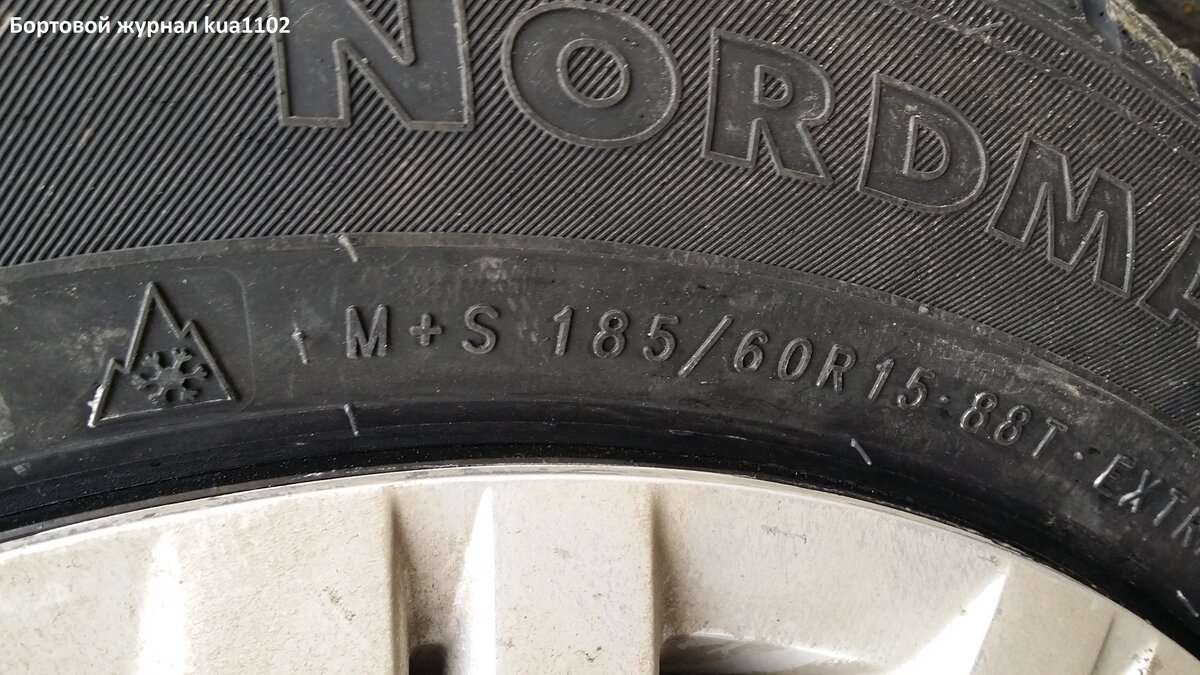 Бортовой журнал kua1102
NORDM
M+S 185/60R15·88T·EXTR